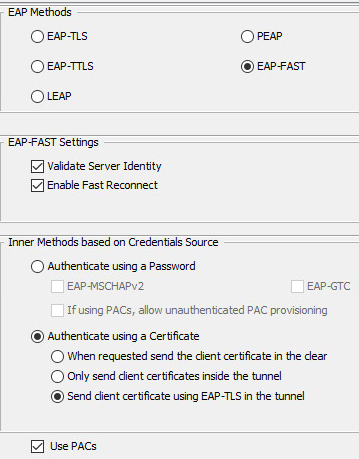 EAP Methods
EAP-TLS PEAP
EAP-TTLS EAP-FAST
LEAP
EAP-FAST Settings
Validate Server Identity
Enable Fast Reconnect
Inner Methods based on Credentials Source
Authenticate using a Password
EAP-MSCHAPv2 EAP-GTC
If using PACs, allow unauthenticated PAC provisioning
Authenticate using a Certificate
When requested send the client certificate in the clear
Only send client certificates inside the tunnel
Send client certificate using EAP-TLS in the tunnel
Use PACs